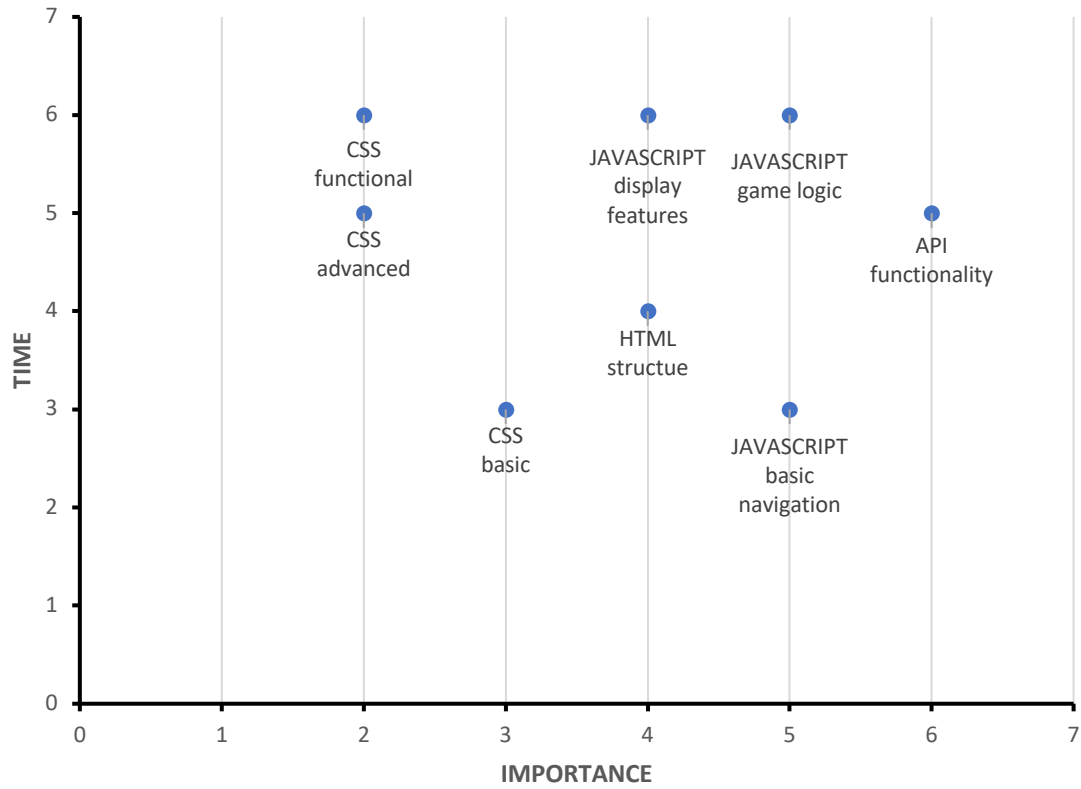 7
6
5
4
3
2
1
0
TIME
CSS
functional
CSS
advanced
JAVASCRIPT
display
features
JAVASCRIPT
game logic
API
functionality
HTML
structue
CSS
basic
JAVASCRIPT
basic
navigation
0 1 2 3 4 5 6 7
IMPORTANCE